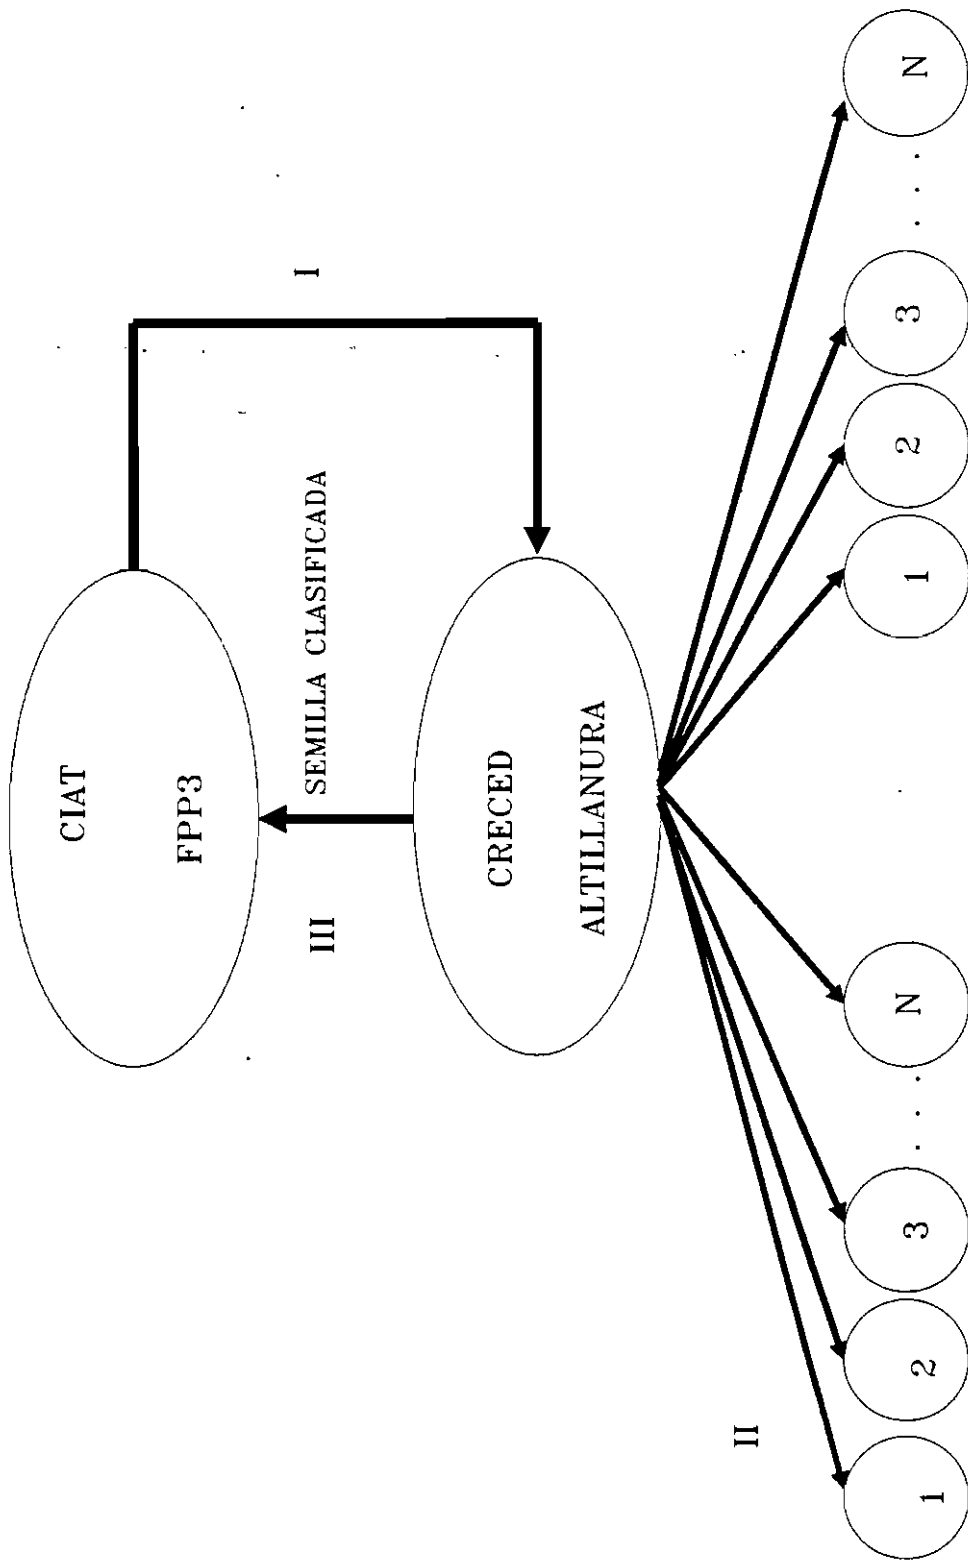 CIAT
FPP3
III SEMILLA CLASIFICADA I
CRECED
ALTILLANURA
II
1 2 3 . . . N 1 2 3 . . . N